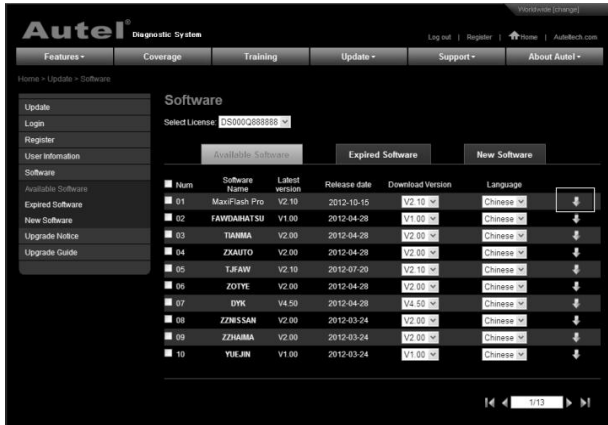 Worldwide [change]
Autel® Diagnostic System
Log out | Register | Home | Auteltech.com
Features Coverage Training Update Support About Autel
Home > Update > Software
Update
Login
Register
User Infomation
Software
Available Software
Expired Software
New Software
Upgrade Notice
Upgrade Guide
Software
Select License: DS000Q888888
Available Software Expired Software New Software
Num Software Name Latest version Release date Download Version Language
01 MaxiFlash Pro V2.10 2012-10-15 V2.10 Chinese
02 FAWDAIHATSU V1.00 2012-04-28 V1.00 Chinese
03 TIANMA V2.00 2012-04-28 V2.00 Chinese
04 ZXAUTO V2.00 2012-04-28 V2.00 Chinese
05 TJFAW V2.10 2012-07-20 V2.10 Chinese
06 ZOTYE V2.00 2012-04-28 V2.00 Chinese
07 DYK V4.50 2012-04-28 V4.50 Chinese
08 ZZNISSAN V2.00 2012-03-24 V2.00 Chinese
09 ZZHAIMA V2.00 2012-03-24 V2.00 Chinese
10 YUEJIN V1.00 2012-03-24 V1.00 Chinese
1/13